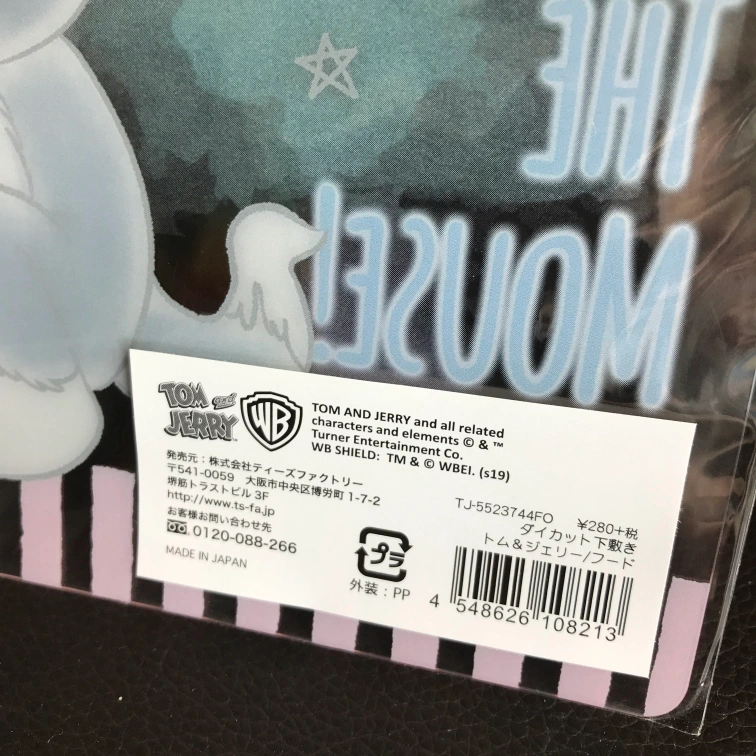 THE
MOUSE!
TOM and
JERRY
WB
TOM AND JERRY and all related
characters and elements © & ™
Turner Entertainment Co.
WB SHIELD: TM & © WBEI. (s19)
発売元：株式会社ティーズファクトリー
〒541-0059 大阪市中央区博労町 1-7-2
堺筋トラストビル 3F
http://www.ts-fa.jp
お客様お問い合わせ先
0120-088-266
MADE IN JAPAN
プラ
外装：PP
TJ-5523744FO ¥280+税
ダイカット下敷き
トム＆ジェリー/フード
4 548626 108213